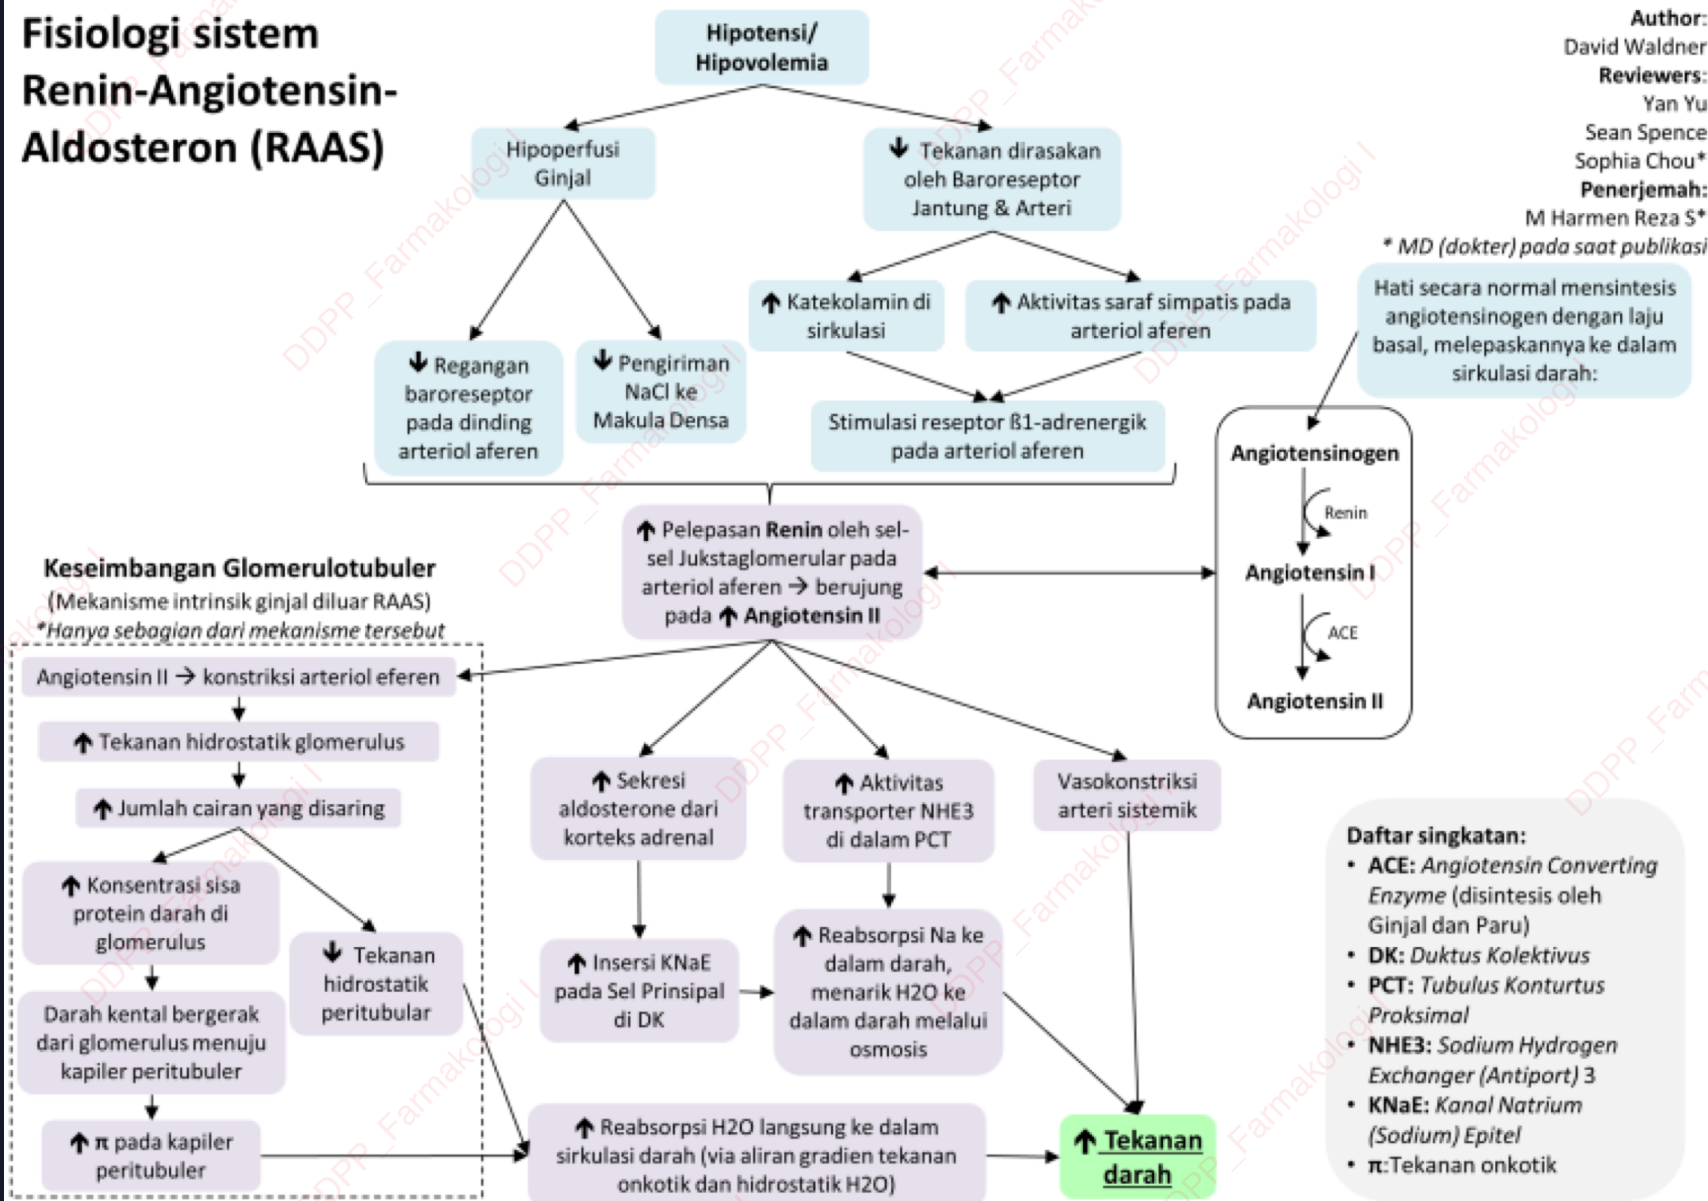 Fisiologi sistem
Renin-Angiotensin-
Aldosteron (RAAS)
Hipotensi/
Hipovolemia
Author:
David Waldner
Reviewers:
Yan Yu
Sean Spence
Sophia Chou*
Penerjemah:
M Harmen Reza S*
* MD (dokter) pada saat publikasi
Hipoperfusi
Ginjal
↓ Tekanan dirasakan
oleh Baroreseptor
Jantung & Arteri
↑ Katekolamin di
sirkulasi
↑ Aktivitas saraf simpatis pada
arteriol aferen
Hati secara normal mensintesis
angiotensinogen dengan laju
basal, melepaskannya ke dalam
sirkulasi darah:
↓ Regangan
baroreseptor
pada dinding
arteriol aferen
↓ Pengiriman
NaCl ke
Makula Densa
Stimulasi reseptor ß1-adrenergik
pada arteriol aferen
Angiotensinogen
Renin
Angiotensin I
ACE
Angiotensin II
↑ Pelepasan Renin oleh sel-
sel Jukstaglomerular pada
arteriol aferen → berujung
pada ↑ Angiotensin II
Keseimbangan Glomerulotubuler
(Mekanisme intrinsik ginjal diluar RAAS)
*Hanya sebagian dari mekanisme tersebut
Angiotensin II → konstriksi arteriol eferen
↑ Tekanan hidrostatik glomerulus
↑ Jumlah cairan yang disaring
↑ Konsentrasi sisa
protein darah di
glomerulus
↓ Tekanan
hidrostatik
peritubular
Darah kental bergerak
dari glomerulus menuju
kapiler peritubuler
↑ π pada kapiler
peritubuler
↑ Sekresi
aldosterone dari
korteks adrenal
↑ Aktivitas
transporter NHE3
di dalam PCT
Vasokonstriksi
arteri sistemik
↑ Insersi KNaE
pada Sel Prinsipal
di DK
↑ Reabsorpsi Na ke
dalam darah,
menarik H2O ke
dalam darah melalui
osmosis
↑ Reabsorpsi H2O langsung ke dalam
sirkulasi darah (via aliran gradien tekanan
onkotik dan hidrostatik H2O)
↑ Tekanan
darah
Daftar singkatan:
• ACE: Angiotensin Converting
Enzyme (disintesis oleh
Ginjal dan Paru)
• DK: Duktus Kolektivus
• PCT: Tubulus Konturtus
Proksimal
• NHE3: Sodium Hydrogen
Exchanger (Antiport) 3
• KNaE: Kanal Natrium
(Sodium) Epitel
• π:Tekanan onkotik
DDPP_Farmakologi I